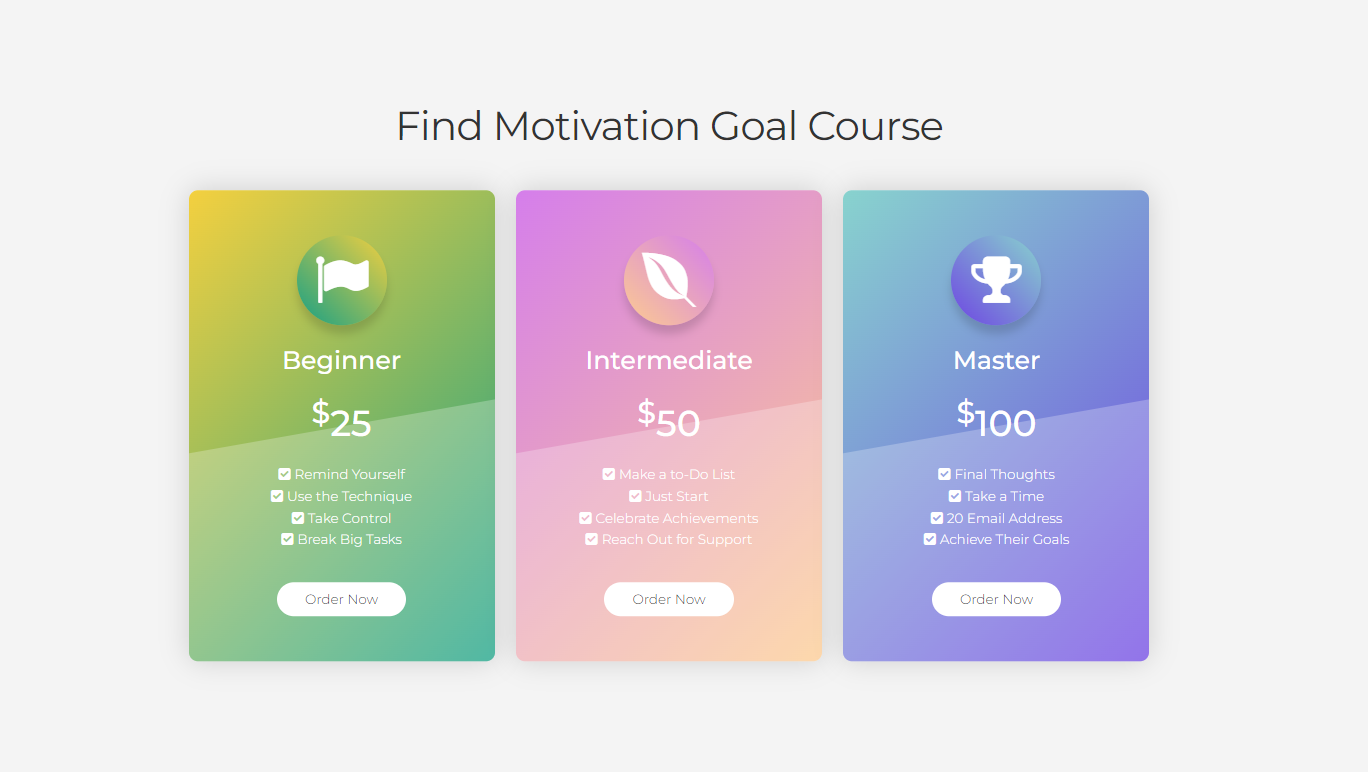 Find Motivation Goal Course
Beginner
$25
Remind Yourself
Use the Technique
Take Control
Break Big Tasks
Order Now
Intermediate
$50
Make a to-Do List
Just Start
Celebrate Achievements
Reach Out for Support
Order Now
Master
$100
Final Thoughts
Take a Time
20 Email Address
Achieve Their Goals
Order Now